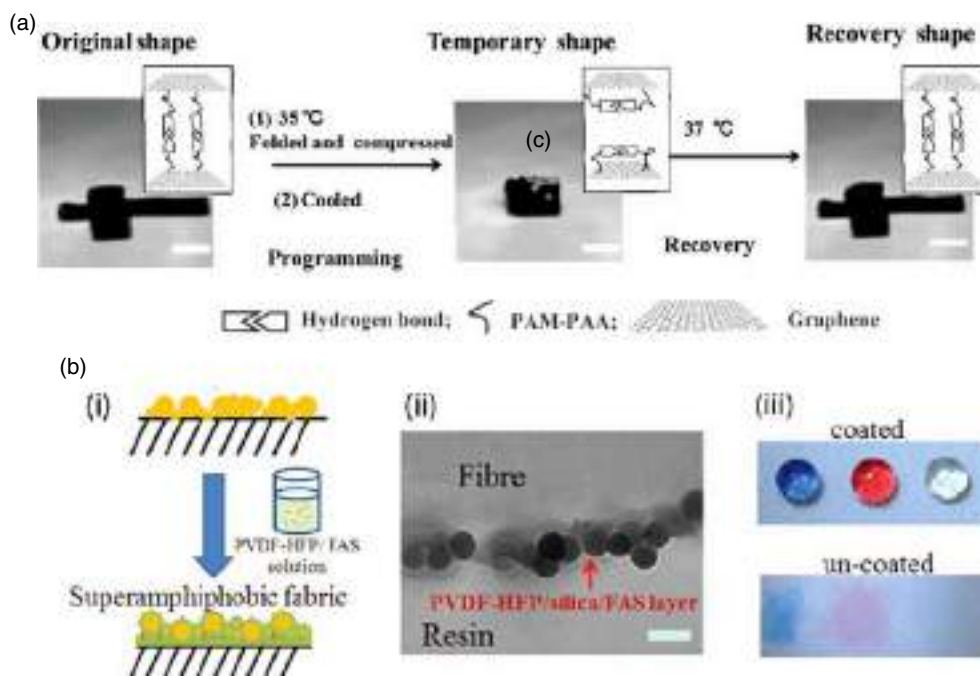 (a)
Original shape
Temporary shape
Recovery shape
(1) 35 ℃
Folded and compressed
(2) Cooled
Programming
(c)
37 ℃
Recovery
Hydrogen bond;
PAM-PAA;
Graphene
(b)
(i)
PVDF-HFP/ FAS
solution
Superamphiphobic fabric
(ii)
Fibre
PVDF-HFP/silica/FAS layer
Resin
(iii)
coated
un-coated